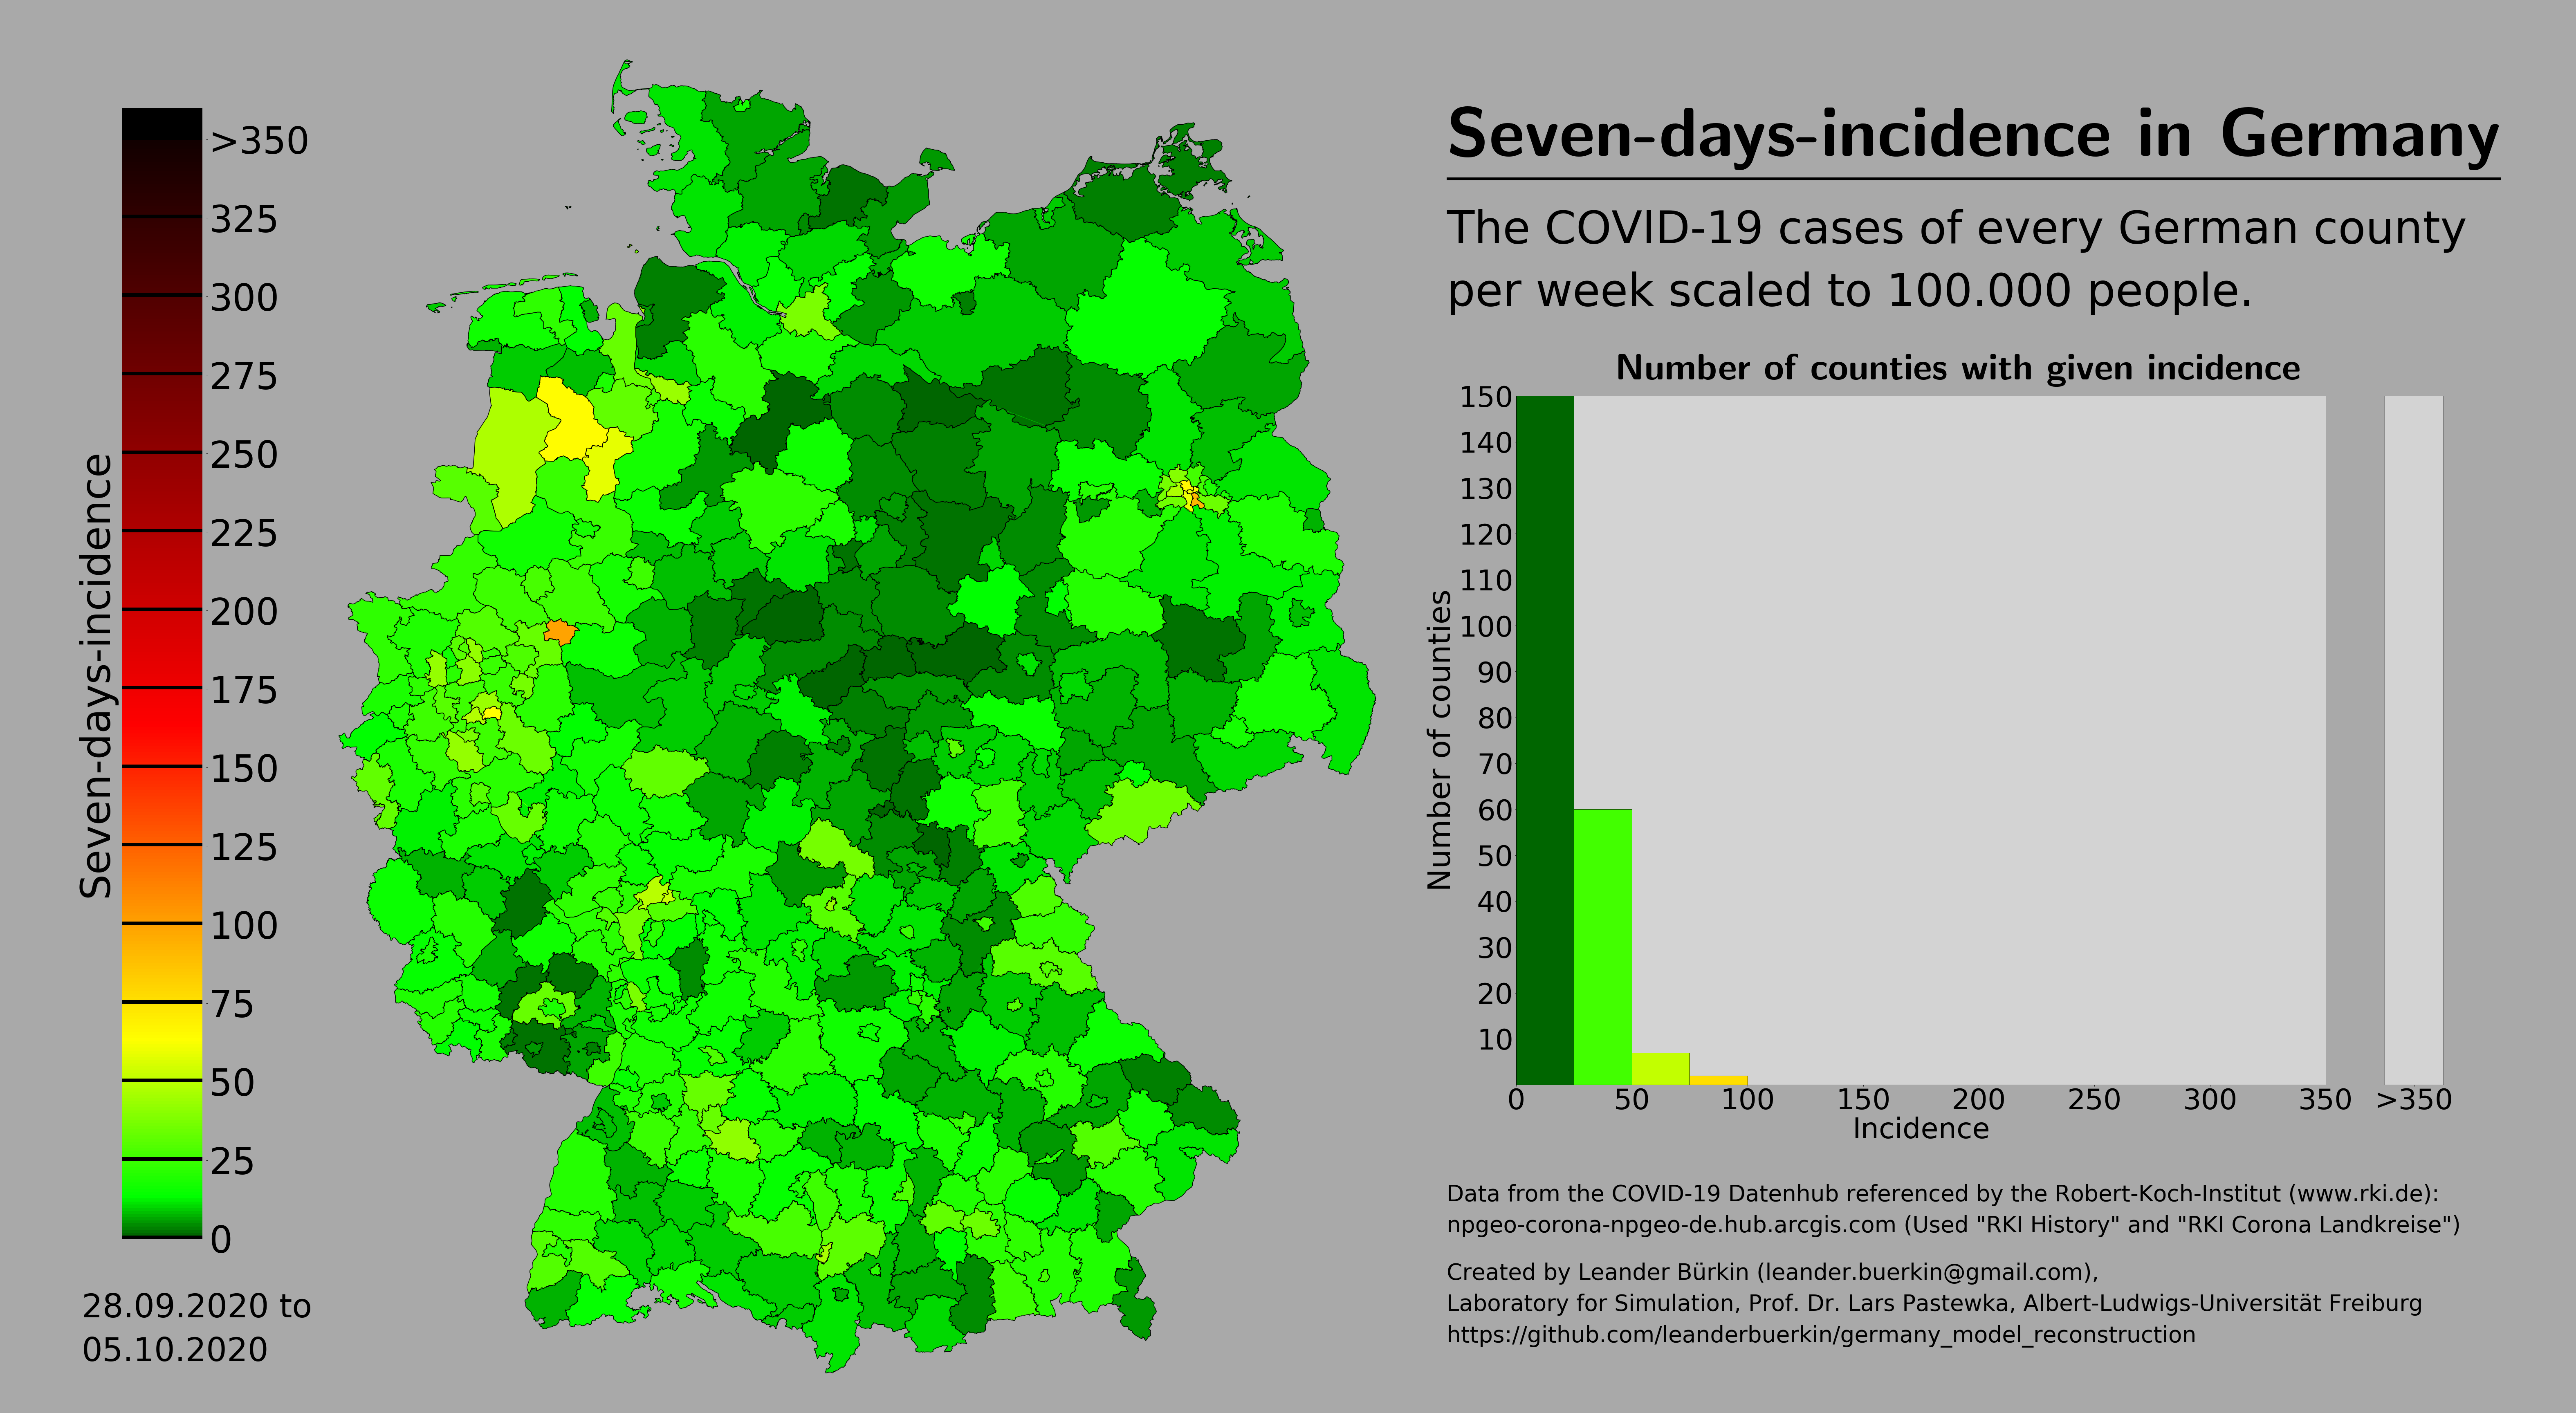 Seven-days-incidence
>350
325
300
275
250
225
200
175
150
125
100
75
50
25
0
28.09.2020 to
05.10.2020
Seven-days-incidence in Germany
The COVID-19 cases of every German county
per week scaled to 100.000 people.
Number of counties with given incidence
Number of counties
150
140
130
120
110
100
90
80
70
60
50
40
30
20
10
0 50 100 150 200 250 300 350 >350
Incidence
Data from the COVID-19 Datenhub referenced by the Robert-Koch-Institut (www.rki.de):
npgeo-corona-npgeo-de.hub.arcgis.com (Used "RKI History" and "RKI Corona Landkreise")
Created by Leander Bürkin (leander.buerkin@gmail.com),
Laboratory for Simulation, Prof. Dr. Lars Pastewka, Albert-Ludwigs-Universität Freiburg
https://github.com/leanderbuerkin/germany_model_reconstruction